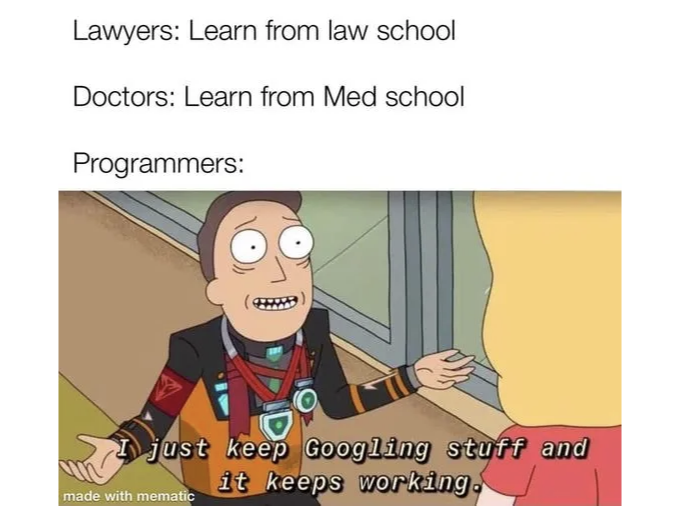 Lawyers: Learn from law school
Doctors: Learn from Med school
Programmers:
I just keep Googling stuff and
it keeps working.
made with mematic